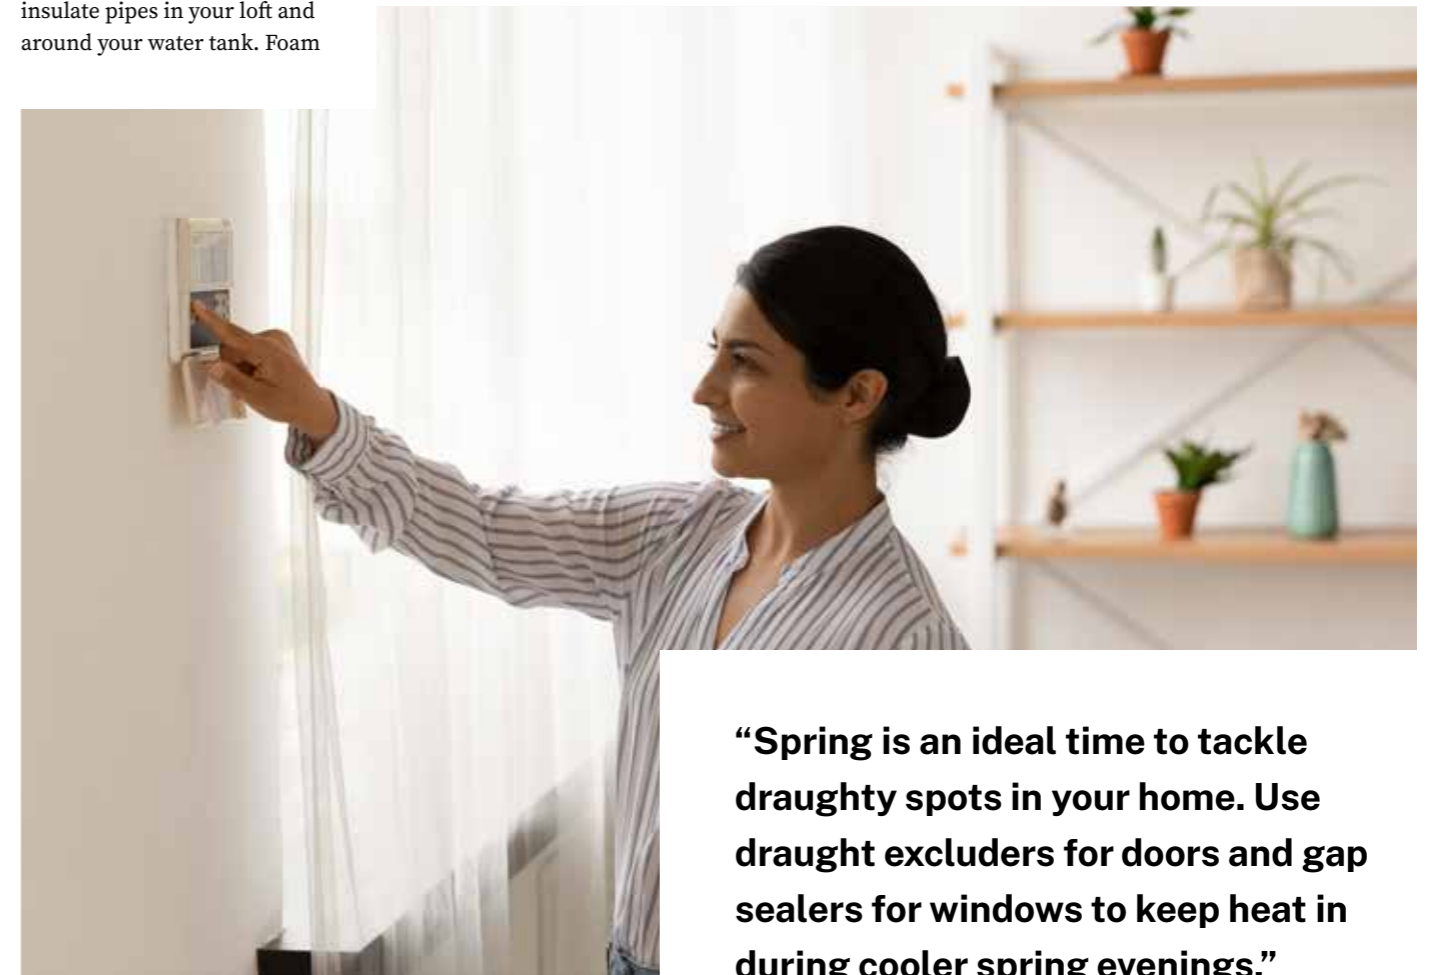 insulate pipes in your loft and
around your water tank. Foam
“Spring is an ideal time to tackle
draughty spots in your home. Use
draught excluders for doors and gap
sealers for windows to keep heat in
during cooler spring evenings.”